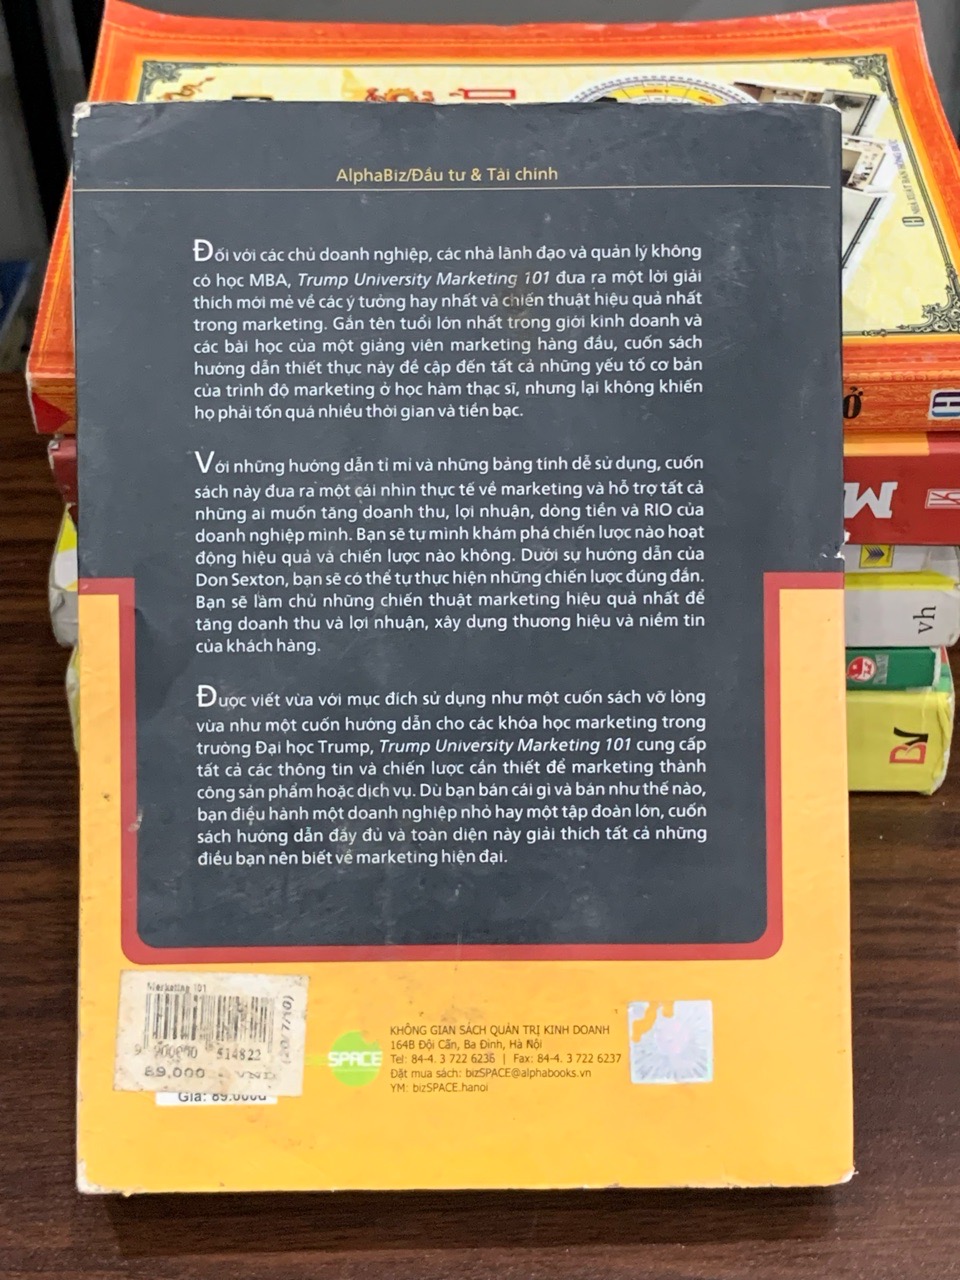 AlphaBiz/Đầu tư & Tài chính
Đối với các chủ doanh nghiệp, các nhà lãnh đạo và quản lý không
có học MBA, Trump University Marketing 101 đưa ra một lời giải
thích mới mẻ về các ý tưởng hay nhất và chiến thuật hiệu quả nhất
trong marketing. Gắn tên tuổi lớn nhất trong giới kinh doanh và
các bài học của một giảng viên marketing hàng đầu, cuốn sách
hướng dẫn thiết thực này đề cập đến tất cả những yếu tố cơ bản
của trình độ marketing ở học hàm thạc sĩ, nhưng lại không khiến
họ phải tốn quá nhiều thời gian và tiền bạc.
Với những hướng dẫn tỉ mỉ và những bảng tính dễ sử dụng, cuốn
sách này đưa ra một cái nhìn thực tế về marketing và hỗ trợ tất cả
những ai muốn tăng doanh thu, lợi nhuận, dòng tiền và RIO của
doanh nghiệp mình. Bạn sẽ tự mình khám phá chiến lược nào hoạt
động hiệu quả và chiến lược nào không. Dưới sự hướng dẫn của
Don Sexton, bạn sẽ có thể tự thực hiện những chiến lược đúng đắn.
Bạn sẽ làm chủ những chiến thuật marketing hiệu quả nhất để
tăng doanh thu và lợi nhuận, xây dựng thương hiệu và niềm tin
của khách hàng.
Được viết vừa với mục đích sử dụng như một cuốn sách vỡ lòng
vừa như một cuốn hướng dẫn cho các khóa học marketing trong
trường Đại học Trump, Trump University Marketing 101 cung cấp
tất cả các thông tin và chiến lược cần thiết để marketing thành
công sản phẩm hoặc dịch vụ. Dù bạn bán cái gì và bán như thế nào,
bạn điều hành một doanh nghiệp nhỏ hay một tập đoàn lớn, cuốn
sách hướng dẫn đầy đủ và toàn diện này giải thích tất cả những
điều bạn nên biết về marketing hiện đại.
Marketing 101
514822
(20/7/10)
89,000 VND
Giá: 89.000đ
SPACE
KHÔNG GIAN SÁCH QUẢN TRỊ KINH DOANH
164B Đội Cấn, Ba Đình, Hà Nội
Tel: 84-4. 3 722 6236 | Fax: 84-4. 3 722 6237
Đặt mua sách: bizSPACE@alphabooks.vn
YM: bizSPACE.hanoi
vh